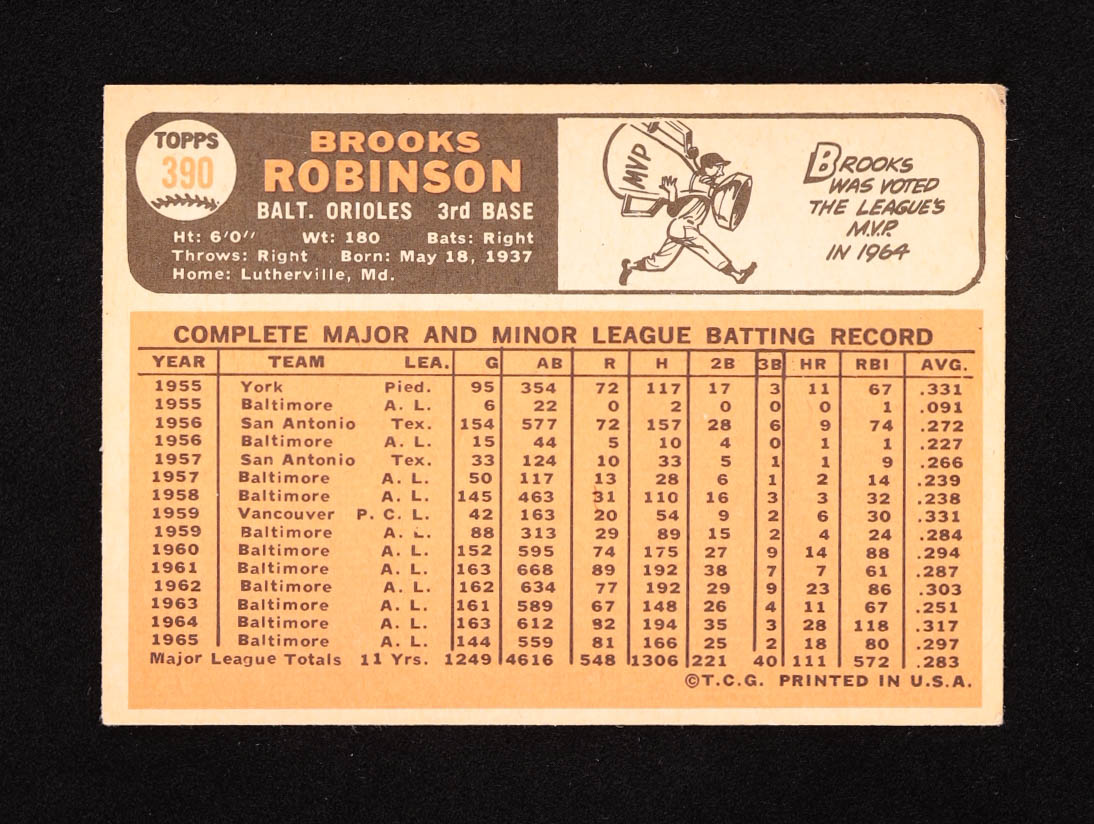 TOPPS
390
BROOKS
ROBINSON
BALT. ORIOLES 3rd BASE
Ht: 6'0" Wt: 180 Bats: Right
Throws: Right Born: May 18, 1937
Home: Lutherville, Md.
MVP
BROOKS
WAS VOTED
THE LEAGUE'S
M.V.P.
IN 1964
COMPLETE MAJOR AND MINOR LEAGUE BATTING RECORD
YEAR TEAM LEA. G AB R H 2B 3B HR RBI AVG.
1955 York Pied. 95 354 72 117 17 3 11 67 .331
1955 Baltimore A. L. 6 22 0 2 0 0 0 1 .091
1956 San Antonio Tex. 154 577 72 157 28 6 9 74 .272
1956 Baltimore A. L. 15 44 5 10 4 0 1 1 .227
1957 San Antonio Tex. 33 124 10 33 5 1 1 9 .266
1957 Baltimore A. L. 50 117 13 28 6 1 2 14 .239
1958 Baltimore A. L. 145 463 31 110 16 3 3 32 .238
1959 Vancouver P. C. L. 42 163 20 54 9 2 6 30 .331
1959 Baltimore A. L. 88 313 29 89 15 2 4 24 .284
1960 Baltimore A. L. 152 595 74 175 27 9 14 88 .294
1961 Baltimore A. L. 163 668 89 192 38 7 7 61 .287
1962 Baltimore A. L. 162 634 77 192 29 9 23 86 .303
1963 Baltimore A. L. 161 589 67 148 26 4 11 67 .251
1964 Baltimore A. L. 163 612 82 194 35 3 28 118 .317
1965 Baltimore A. L. 144 559 81 166 25 2 18 80 .297
Major League Totals 11 Yrs. 1249 4616 548 1306 221 40 111 572 .283
©T.C.G. PRINTED IN U.S.A.